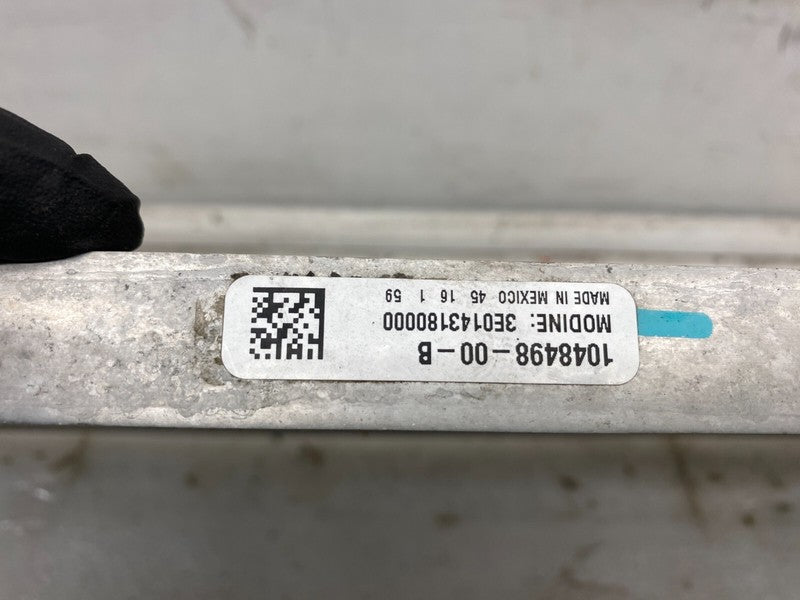 1048498-00-B
MODINE: 3E0143180000
MADE IN MEXICO 45 16 1 59